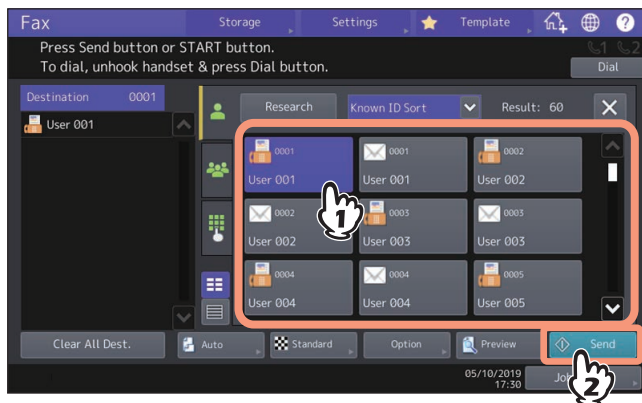 Fax Storage Settings Template ?
Press Send button or START button.
To dial, unhook handset & press Dial button.
1 2
Dial
Destination 0001
User 001
Research Known ID Sort Result: 60
0001 User 001
0001 User 001
0002 User 002
0002 User 002
0003 User 003
0003 User 003
0004 User 004
0004 User 004
0005 User 005
1
Clear All Dest. Auto Standard Option Preview Send
05/10/2019
17:30
Job
2